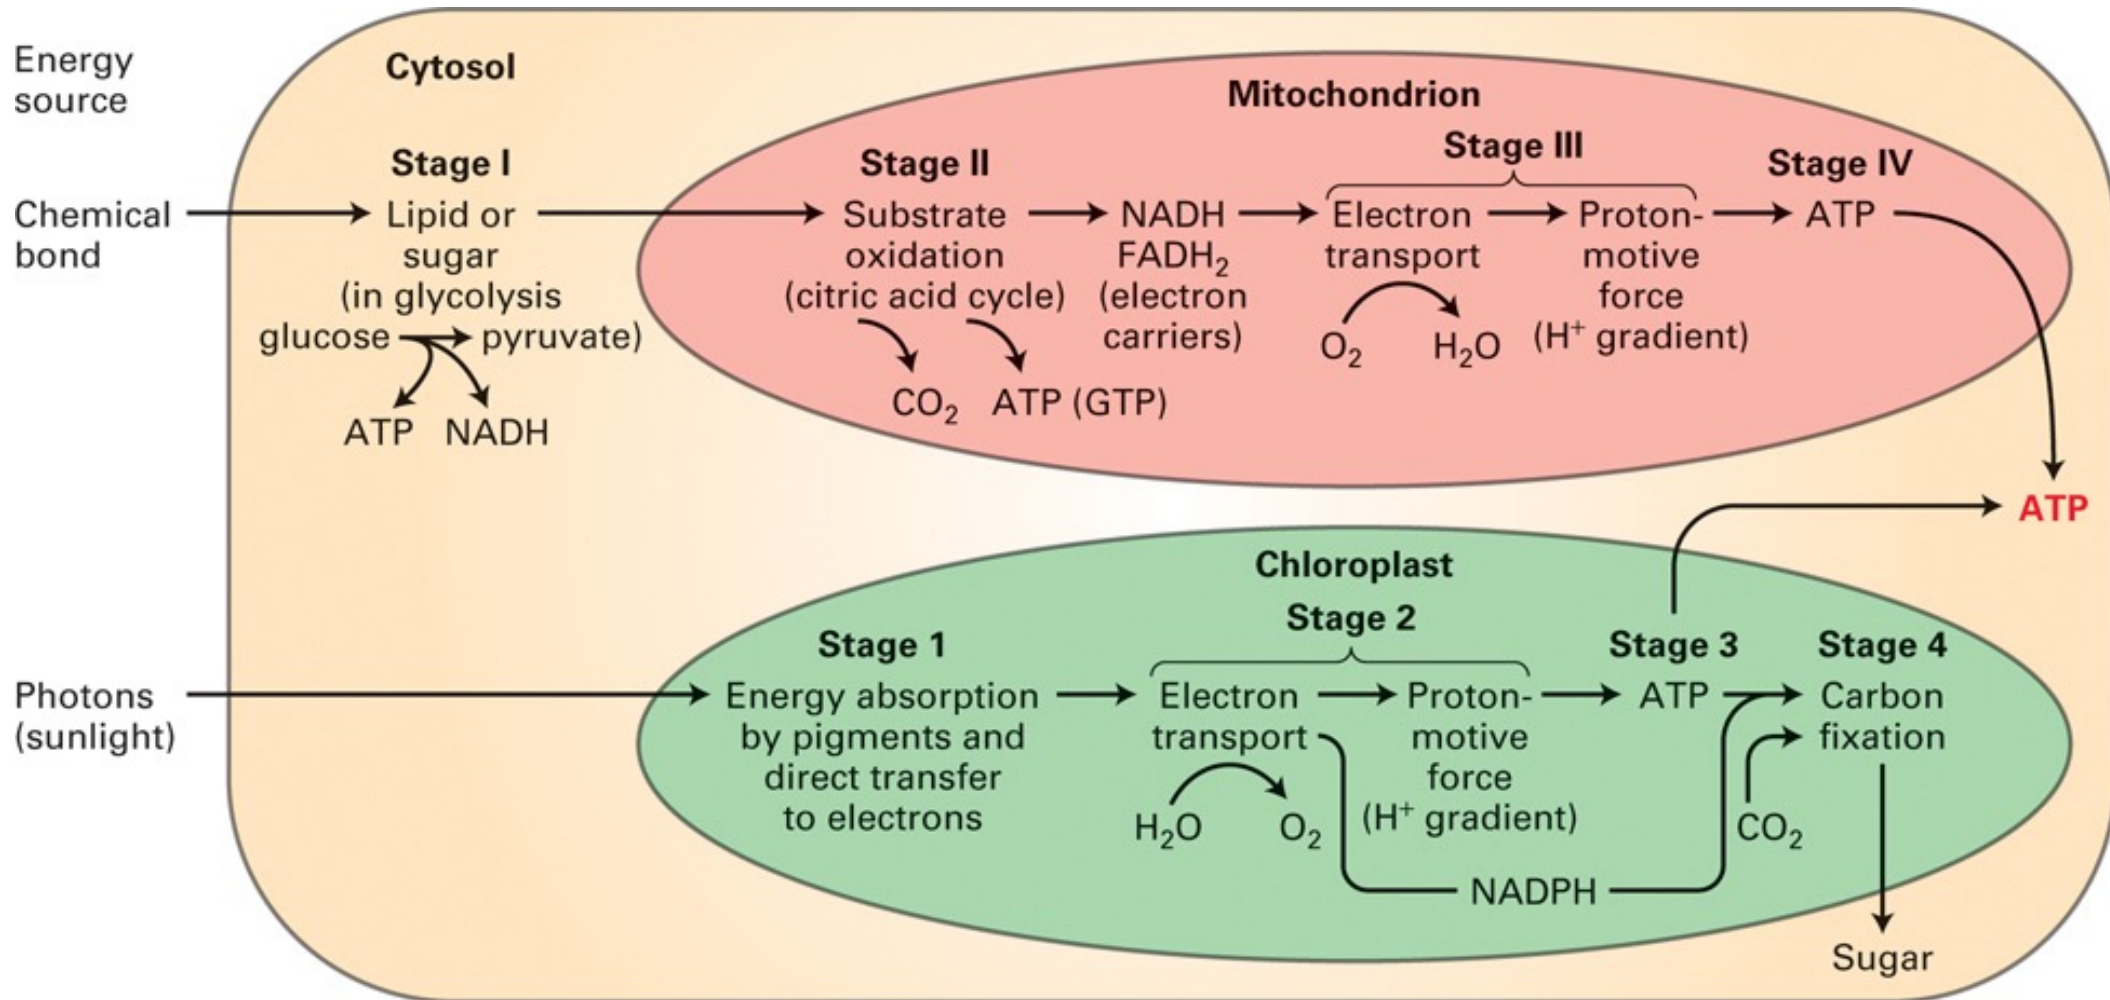 Energy
source
Cytosol
Mitochondrion
Stage I
Stage II
Stage III
Stage IV
Chemical
bond
Lipid or
sugar
(in glycolysis
glucose pyruvate)
ATP NADH
Substrate
oxidation
(citric acid cycle)
CO₂ ATP (GTP)
NADH
FADH₂
(electron
carriers)
Electron
transport
O₂ H₂O
Proton-
motive
force
(H⁺ gradient)
ATP
ATP
Chloroplast
Stage 1
Stage 2
Stage 3
Stage 4
Photons
(sunlight)
Energy absorption
by pigments and
direct transfer
to electrons
Electron
transport
H₂O O₂
Proton-
motive
force
(H⁺ gradient)
ATP
Carbon
fixation
CO₂
NADPH
Sugar